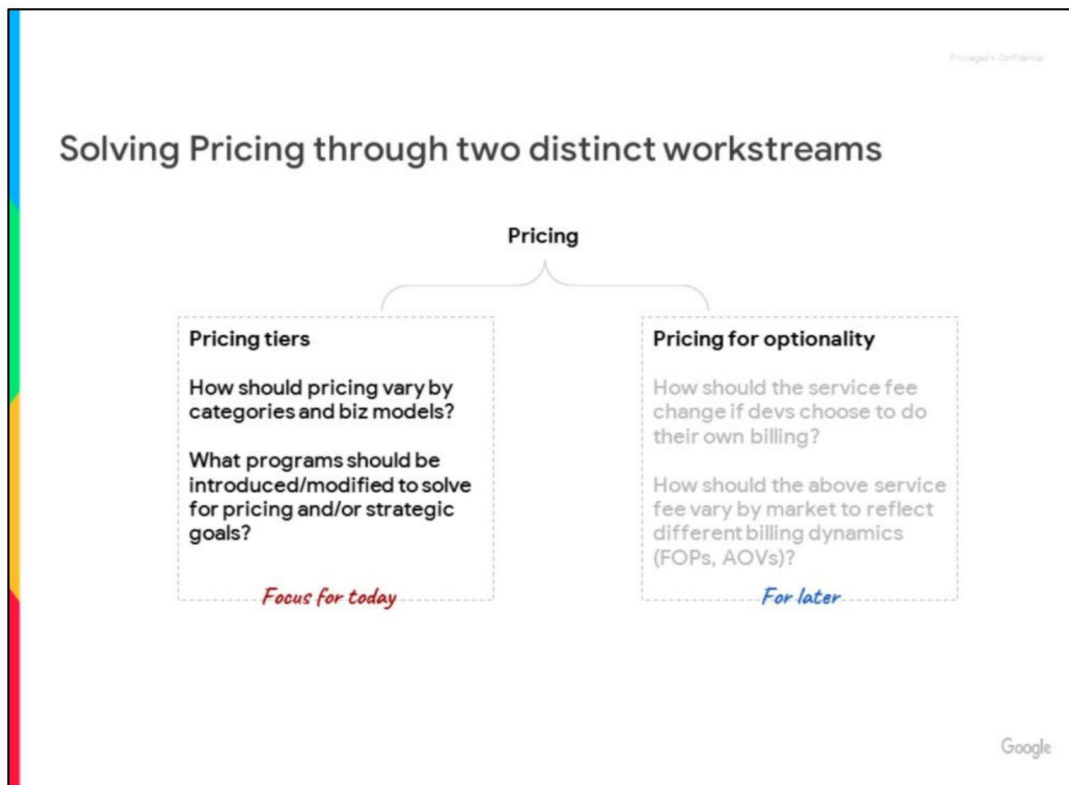 Privileged + Confidential
Solving Pricing through two distinct workstreams
Pricing
Pricing tiers
How should pricing vary by
categories and biz models?
What programs should be
introduced/modified to solve
for pricing and/or strategic
goals?
Focus for today
Pricing for optionality
How should the service fee
change if devs choose to do
their own billing?
How should the above service
fee vary by market to reflect
different billing dynamics
(FOPs, AOVs)?
For later
Google